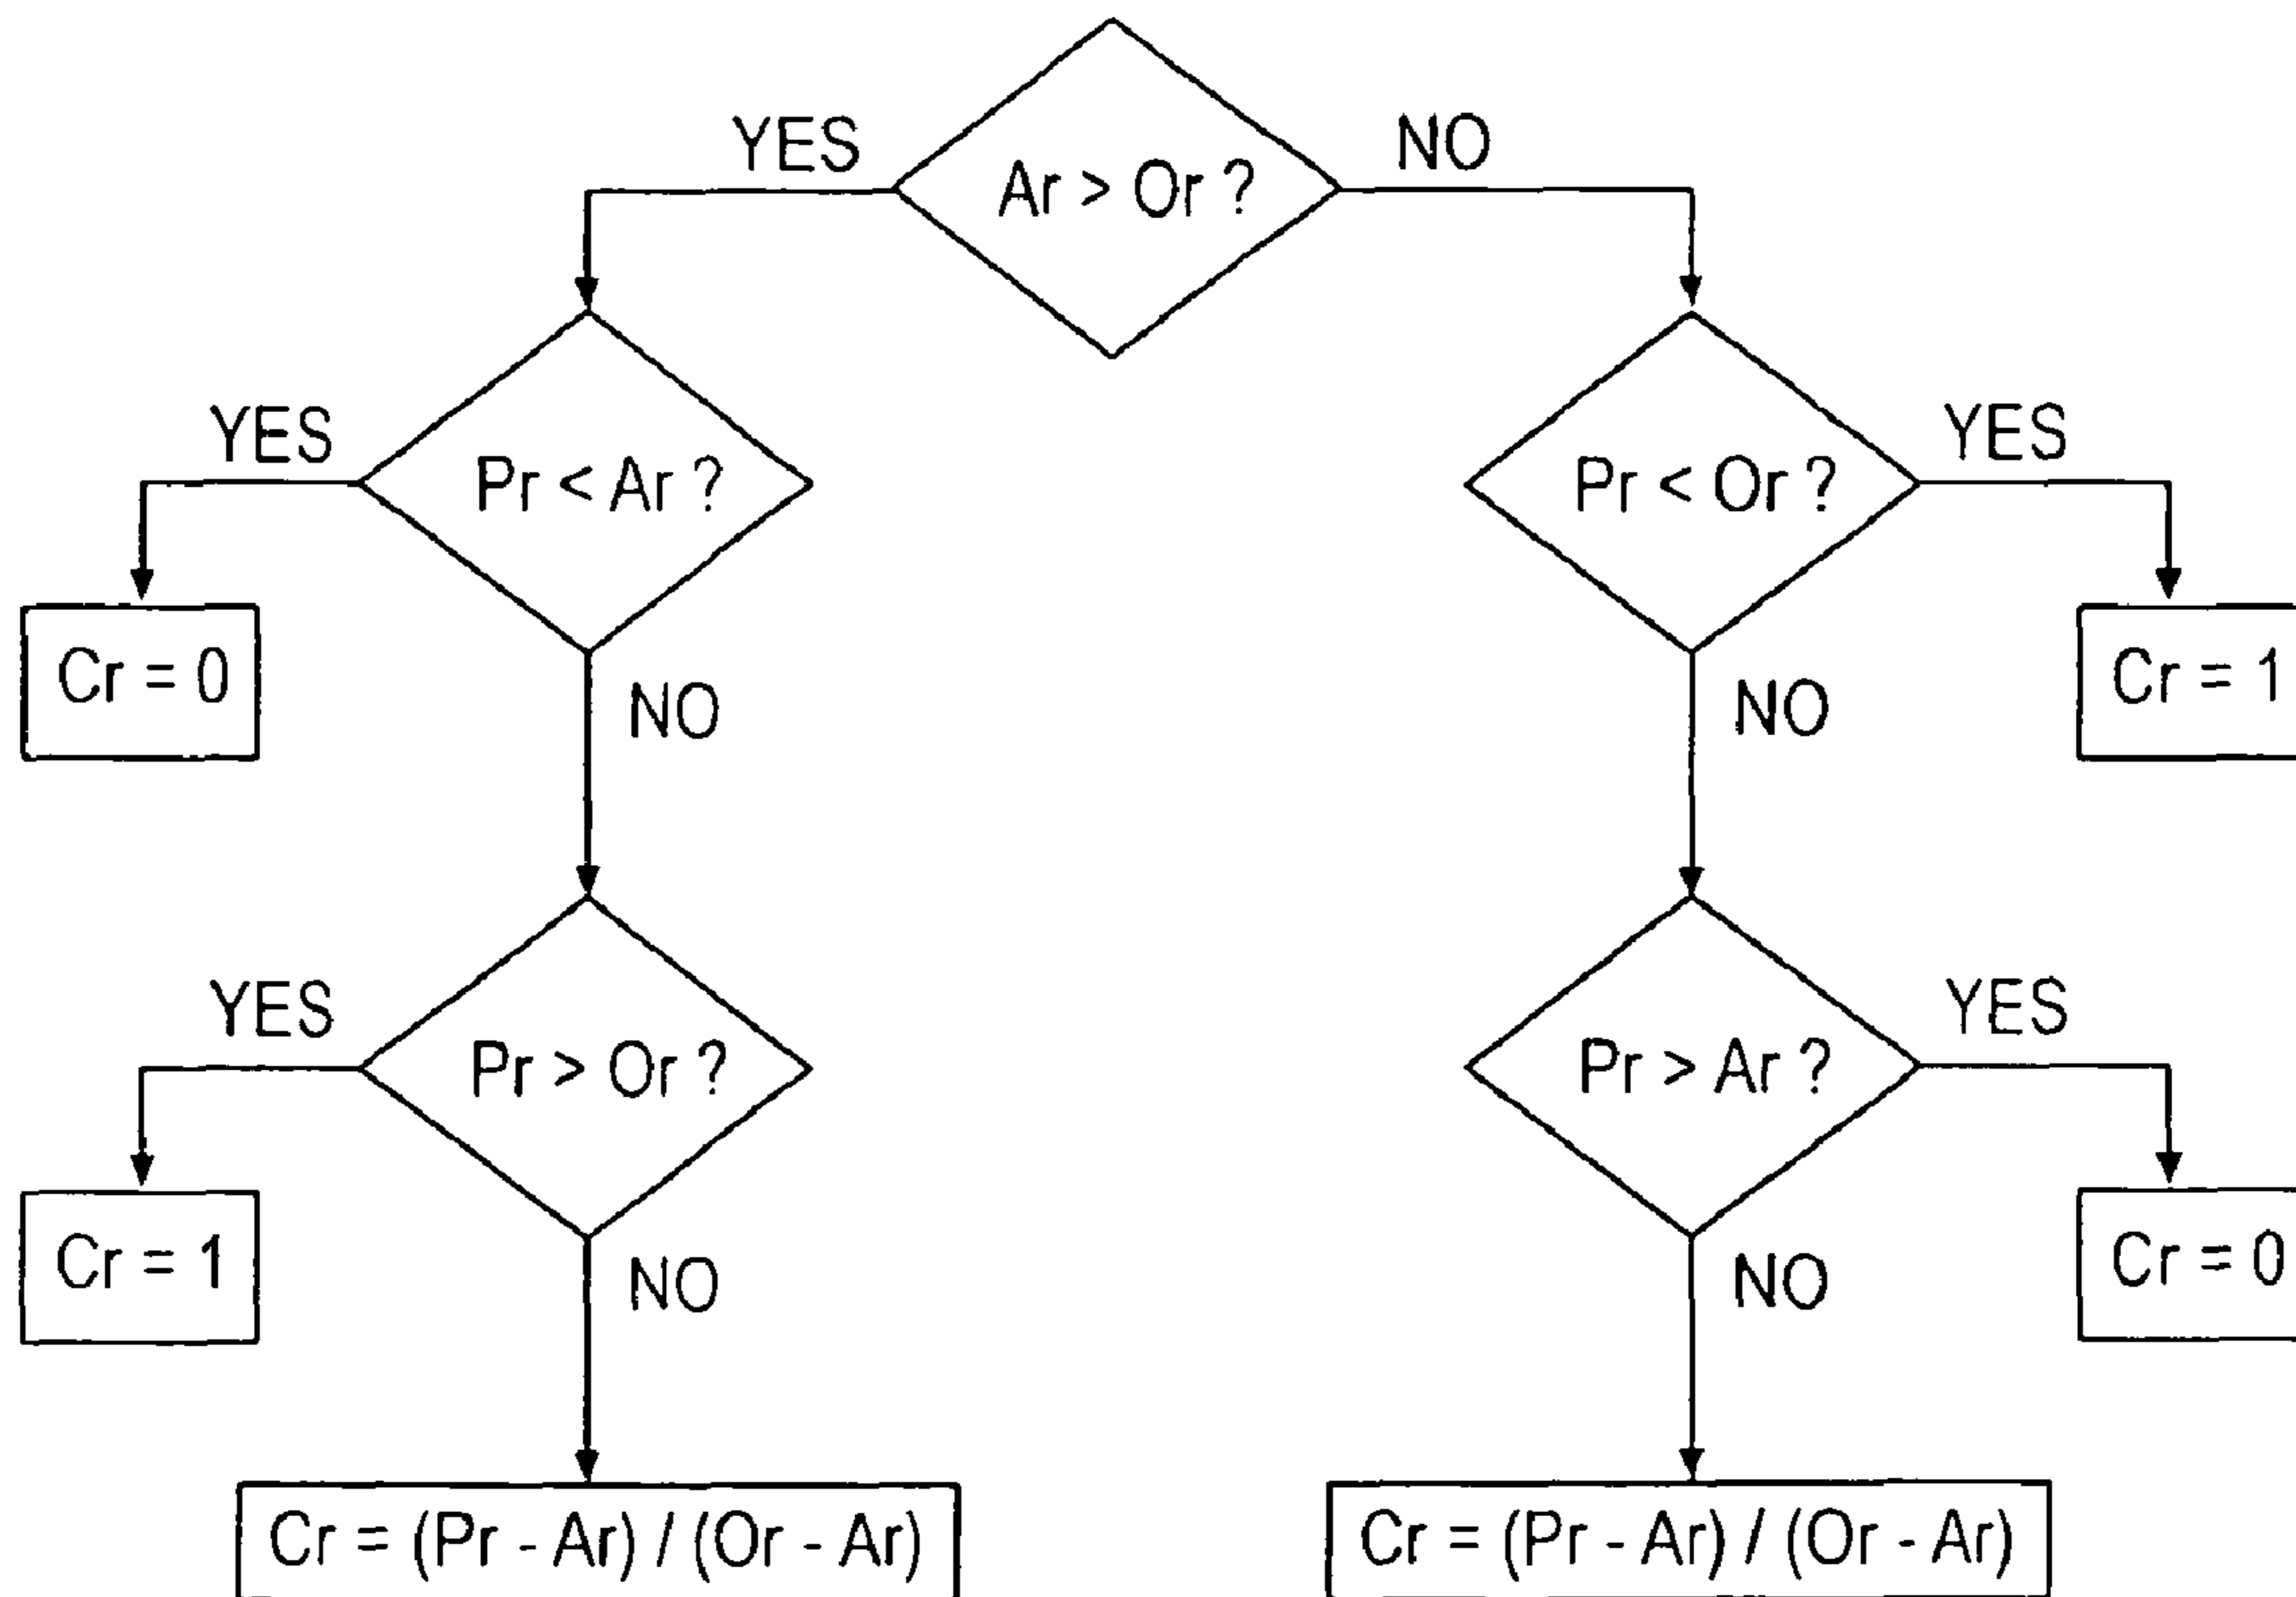 YES
NO
Ar > Or ?
YES
Pr < Ar ?
Pr < Or ?
YES
Cr = 0
NO
NO
Cr = 1
YES
Pr > Or ?
Pr > Ar ?
YES
Cr = 1
NO
NO
Cr = 0
Cr = (Pr - Ar) / (Or - Ar)
Cr = (Pr - Ar) / (Or - Ar)